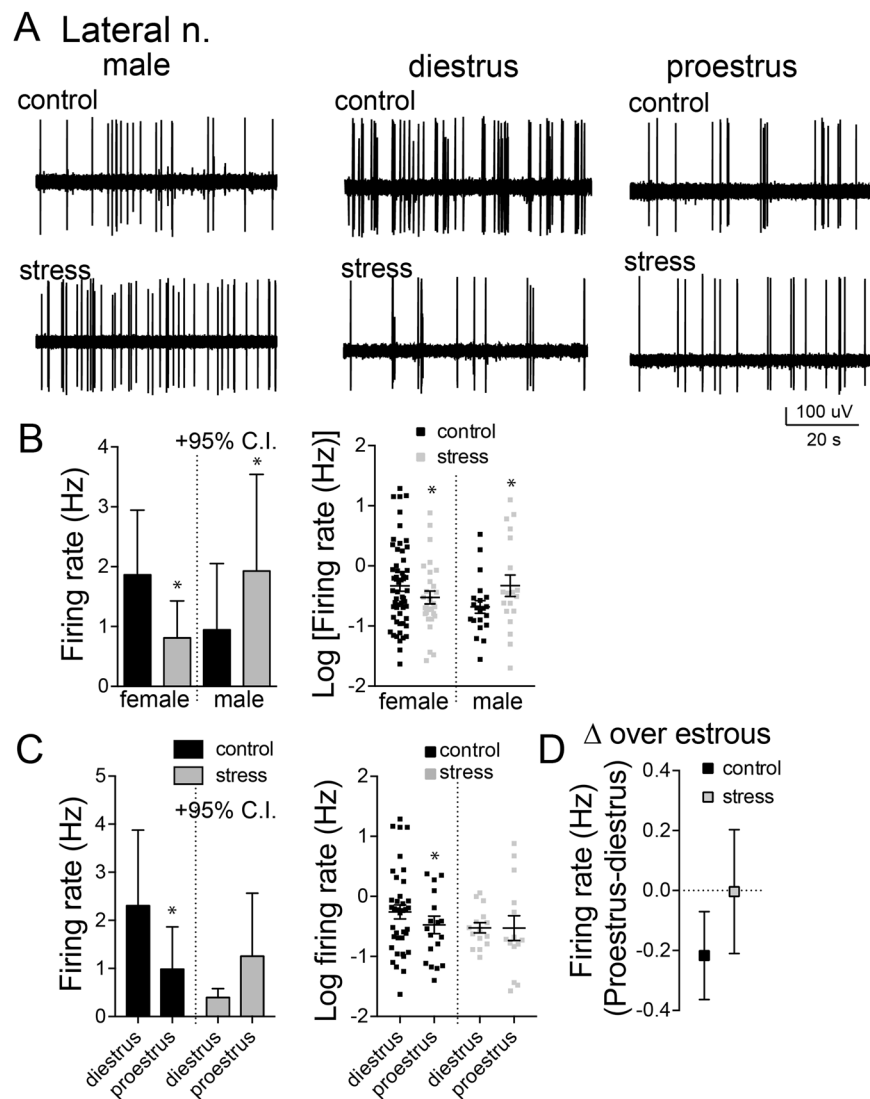 A Lateral n.
male diestrus proestrus
control control control
stress stress stress
100 uV
20 s
B
+95% C.I.
Firing rate (Hz)
4
3
2
1
0
* *
female male
control
stress
Log [Firing rate (Hz)]
2
1
-0
-1
-2
* *
female male
C
control
stress
+95% C.I.
Firing rate (Hz)
5
4
3
2
1
0
*
diestrus proestrus diestrus proestrus
control
stress
Log firing rate (Hz)
2
1
-0
-1
-2
*
diestrus proestrus diestrus proestrus
D Δ over estrous
control
stress
Firing rate (Hz)
(Proestrus-diestrus)
0.4
0.2
0.0
-0.2
-0.4